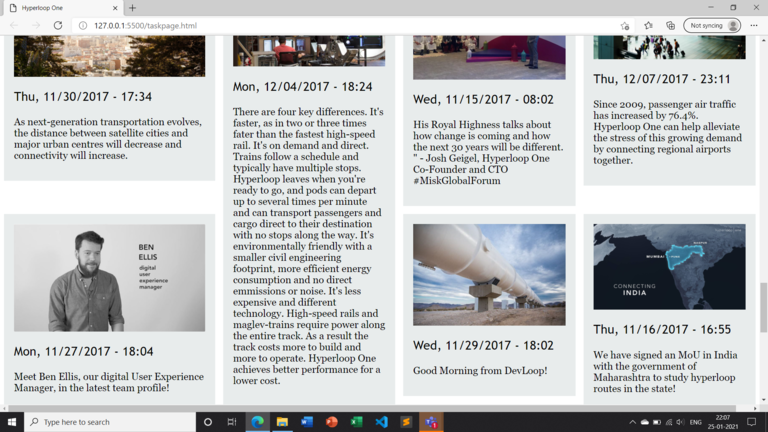 Hyperloop One
127.0.0.1:5500/taskpage.html
Not syncing
Thu, 11/30/2017 - 17:34
As next-generation transportation evolves,
the distance between satellite cities and
major urban centres will decrease and
connectivity will increase.
BEN
ELLIS
digital
user
experience
manager
Mon, 11/27/2017 - 18:04
Meet Ben Ellis, our digital User Experience
Manager, in the latest team profile!
Mon, 12/04/2017 - 18:24
There are four key differences. It's
faster, as in two or three times
fater than the fastest high-speed
rail. It's on demand and direct.
Trains follow a schedule and
typically have multiple stops.
Hyperloop leaves when you're
ready to go, and pods can depart
up to several times per minute
and can transport passengers and
cargo direct to their destination
with no stops along the way. It's
environmentally friendly with a
smaller civil engineering
footprint, more efficient energy
consumption and no direct
emmissions or noise. It's less
expensive and different
technology. High-speed rails and
maglev-trains require power along
the entire track. As a result the
track costs more to build and
more to operate. Hyperloop One
achieves better performance for a
lower cost.
Wed, 11/15/2017 - 08:02
His Royal Highness talks about
how change is coming and how
the next 30 years will be different.
" - Josh Geigel, Hyperloop One
Co-Founder and CTO
#MiskGlobalForum
Wed, 11/29/2017 - 18:02
Good Morning from DevLoop!
Thu, 12/07/2017 - 23:11
Since 2009, passenger air traffic
has increased by 76.4%.
Hyperloop One can help alleviate
the stress of this growing demand
by connecting regional airports
together.
MUMBAI
CONNECTING
INDIA
Thu, 11/16/2017 - 16:55
We have signed an MoU in India
with the government of
Maharashtra to study hyperloop
routes in the state!
Type here to search
ENG
22:07
25-01-2021